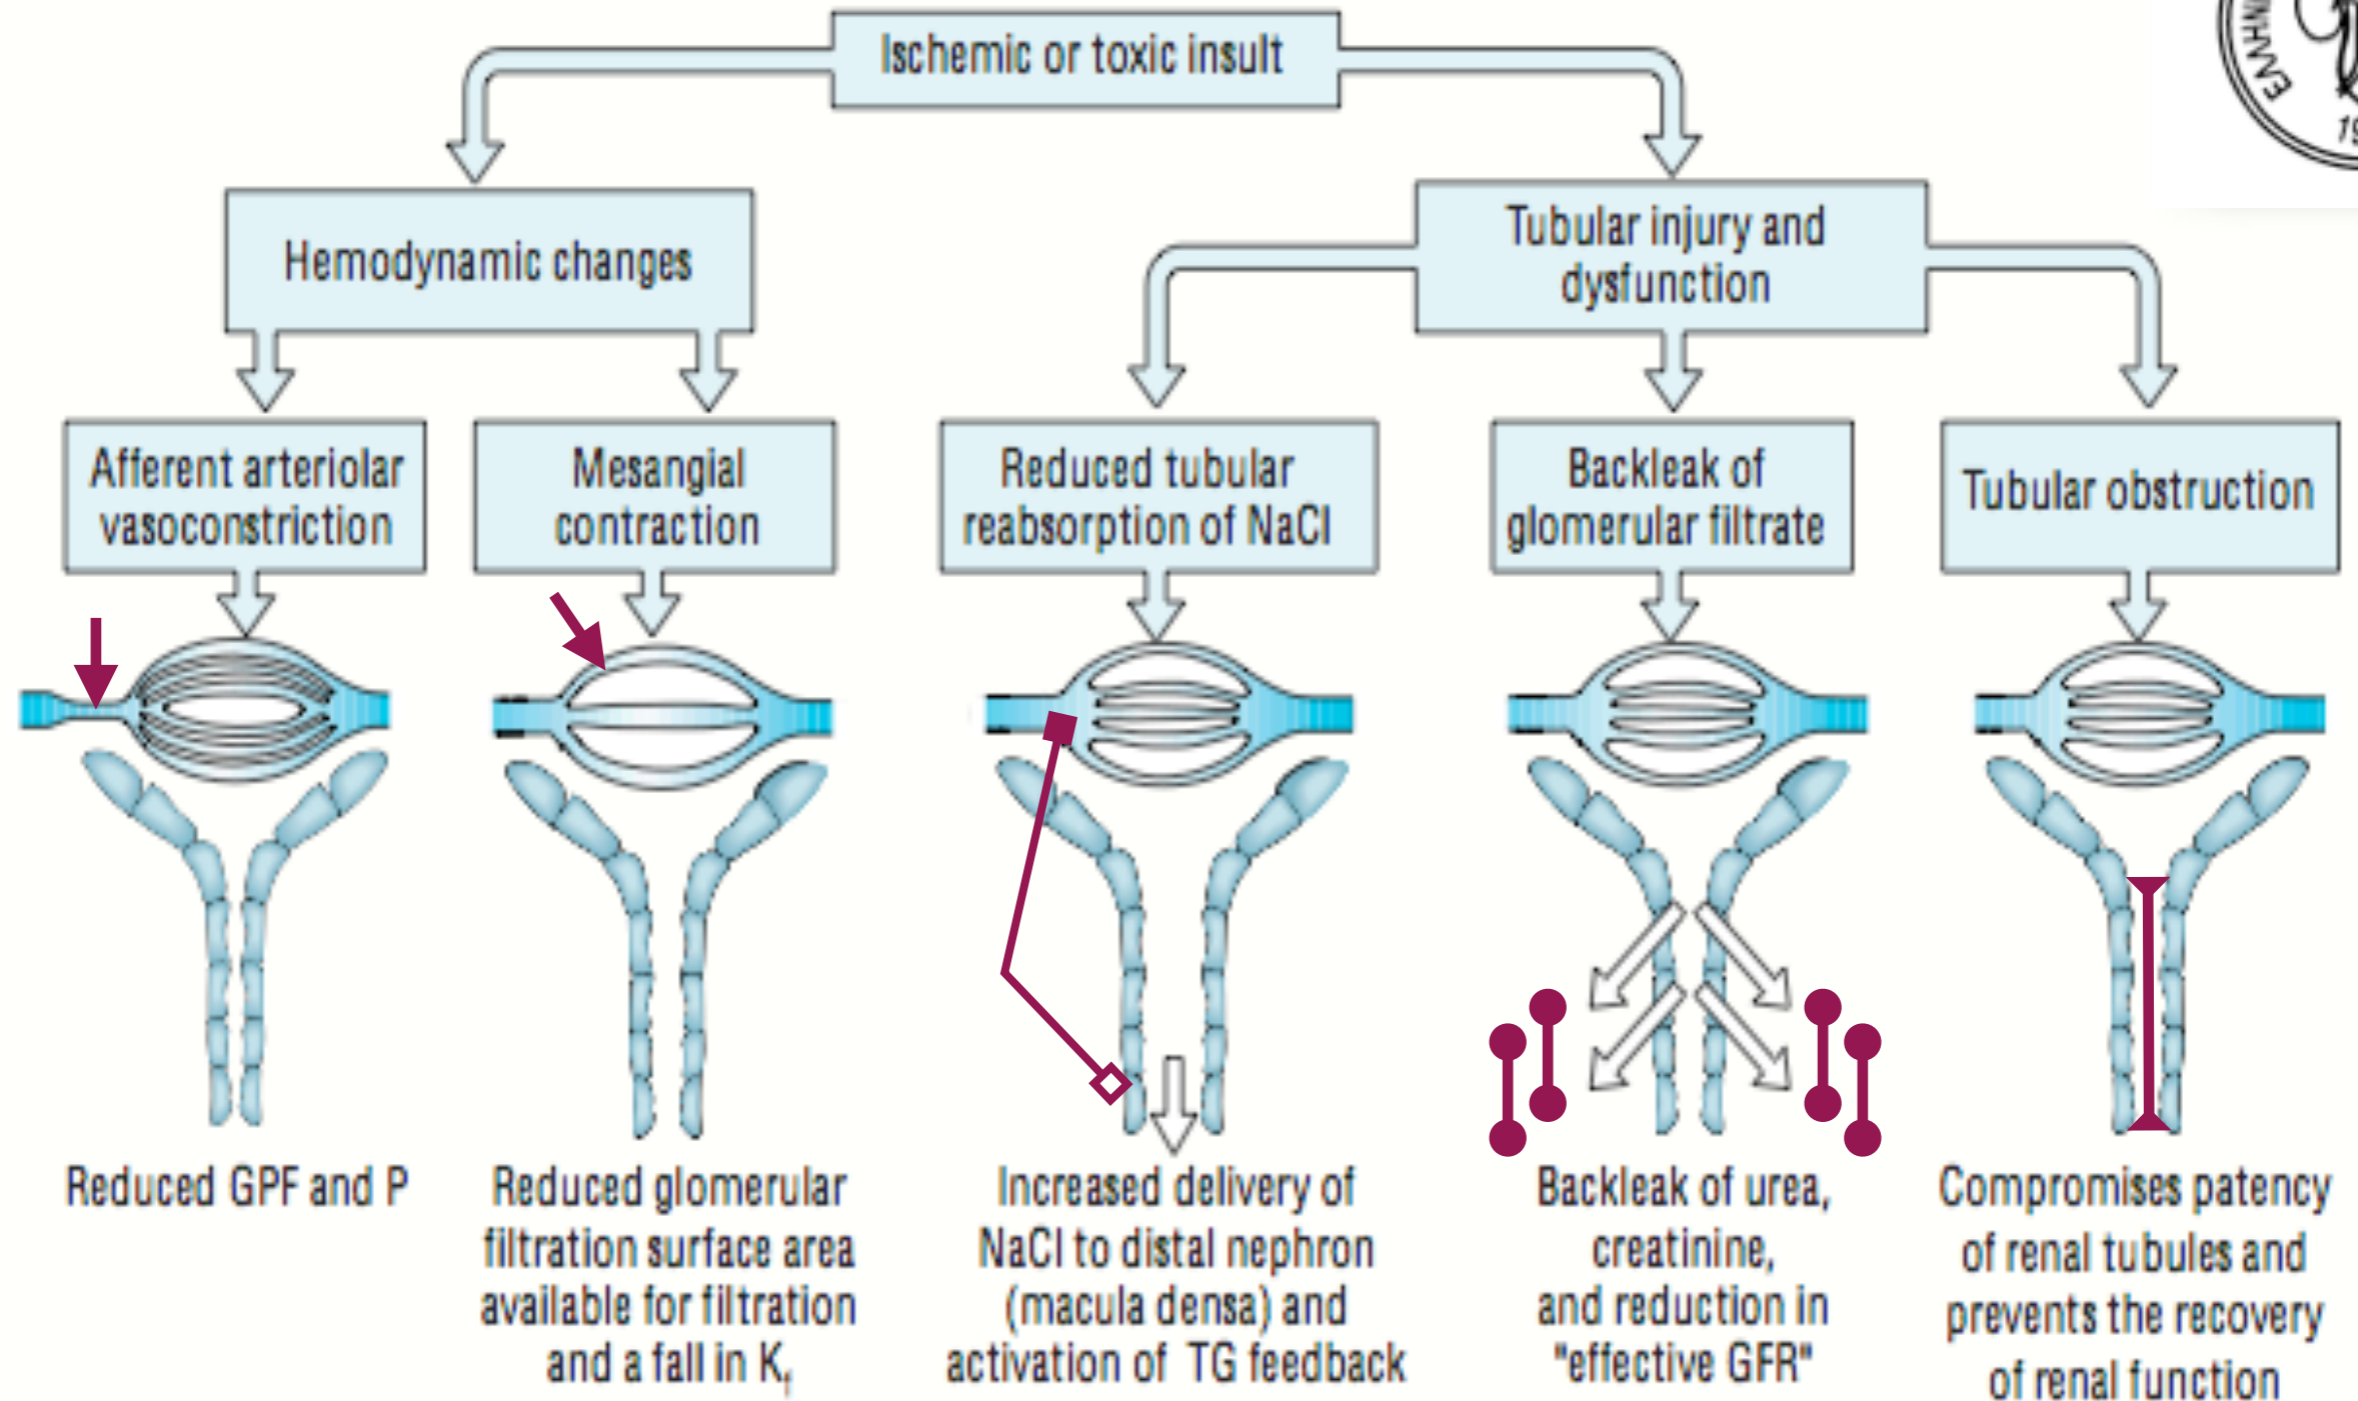 Ischemic or toxic insult
Hemodynamic changes
Tubular injury and
dysfunction
Afferent arteriolar
vasoconstriction
Mesangial
contraction
Reduced tubular
reabsorption of NaCl
Backleak of
glomerular filtrate
Tubular obstruction
Reduced GPF and P
Reduced glomerular
filtration surface area
available for filtration
and a fall in Kf
Increased delivery of
NaCl to distal nephron
(macula densa) and
activation of TG feedback
Backleak of urea,
creatinine,
and reduction in
"effective GFR"
Compromises patency
of renal tubules and
prevents the recovery
of renal function